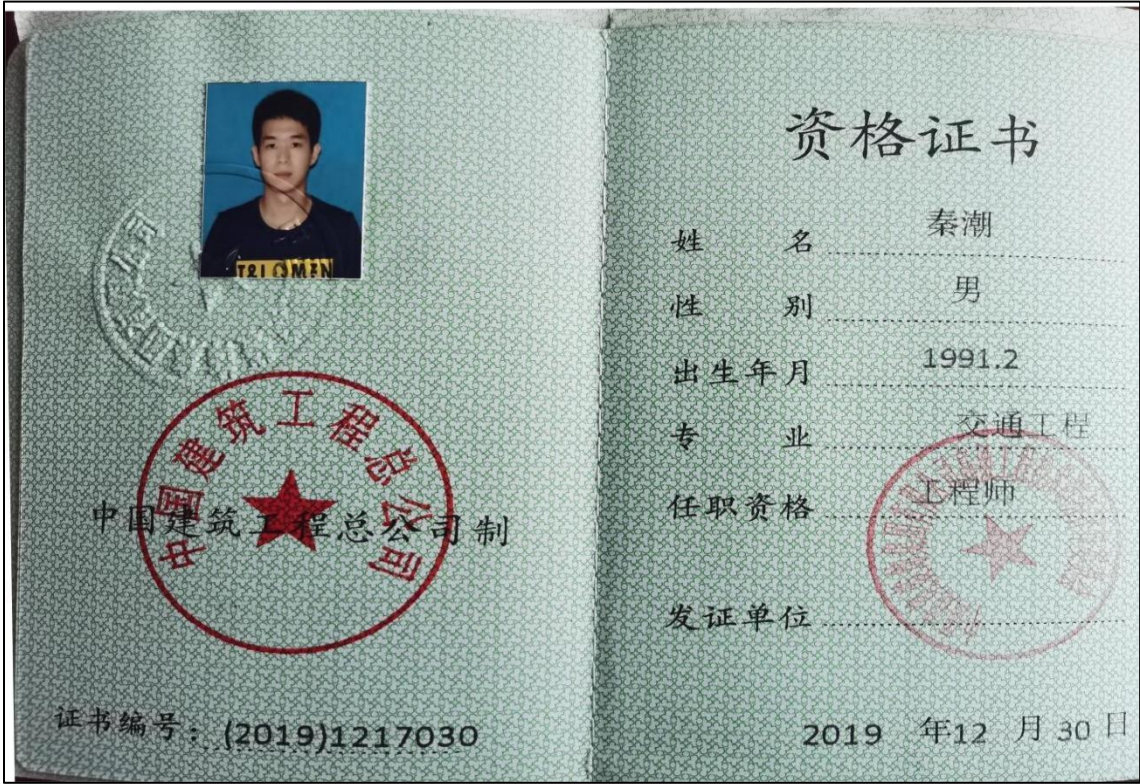 T&LOMEN
中国建筑工程总公司
中国建筑工程总公司制
证书编号：(2019)1217030
资格证书
姓名 秦潮
性别 男
出生年月 1991.2
专业 交通工程
任职资格 工程师
发证单位
2019 年12 月 30 日